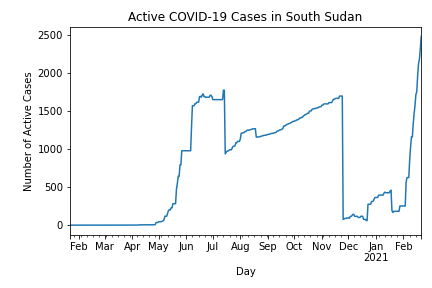 Active COVID-19 Cases in South Sudan
2500
2000
1500
1000
500
0
Number of Active Cases
Feb Mar Apr May Jun Jul Aug Sep Oct Nov Dec Jan Feb
2021
Day